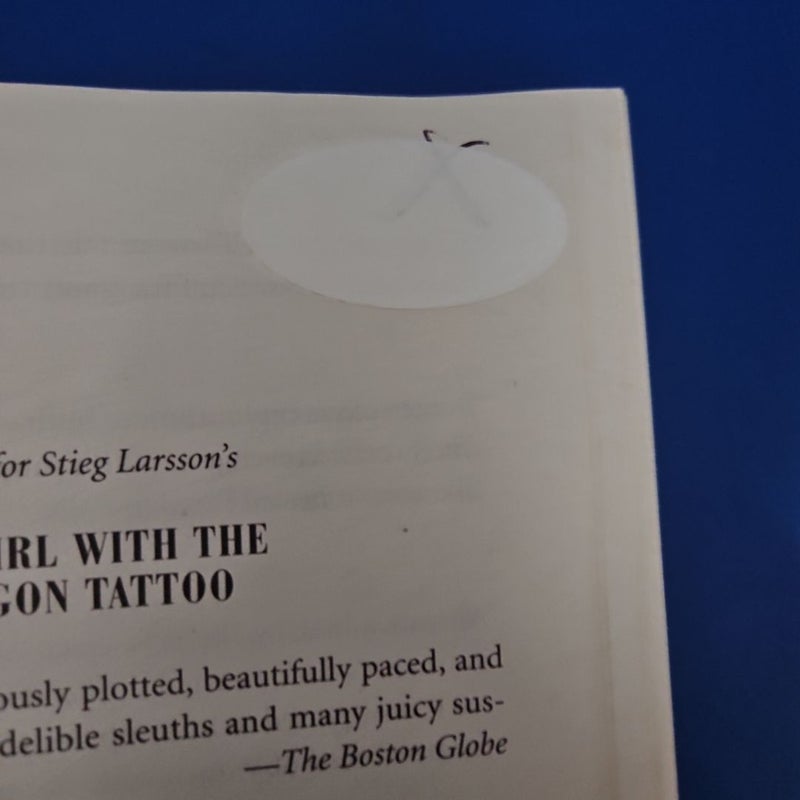 for Stieg Larsson's
IRL WITH THE
GON TATTOO
ously plotted, beautifully paced, and
delible sleuths and many juicy sus-
—The Boston Globe